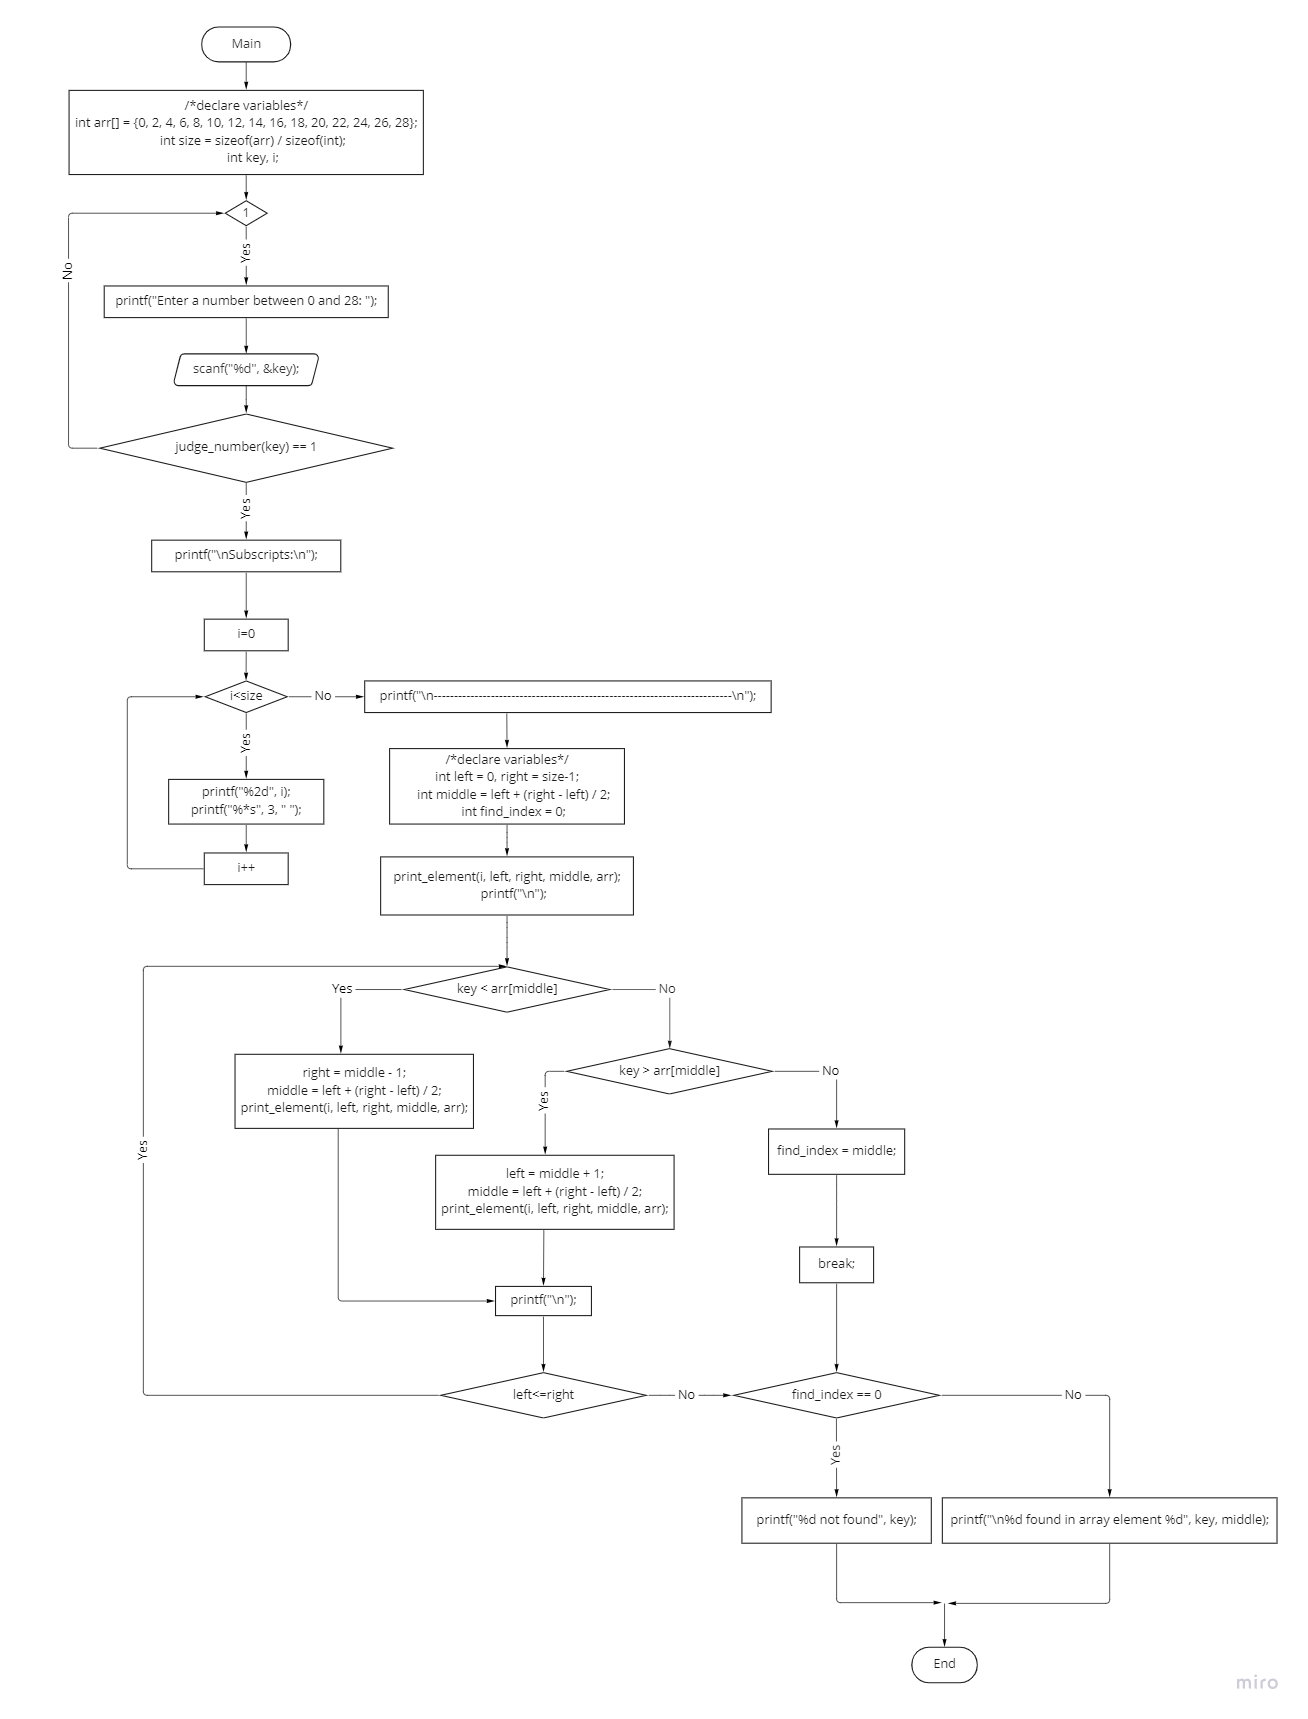 Main
/*declare variables*/
int arr[] = {0, 2, 4, 6, 8, 10, 12, 14, 16, 18, 20, 22, 24, 26, 28};
int size = sizeof(arr) / sizeof(int);
int key, i;
1
Yes
No
printf("Enter a number between 0 and 28: ");
scanf("%d", &key);
judge_number(key) == 1
Yes
printf("\nSubscripts:\n");
i=0
i<size
No
printf("\n---------------------------------------------------------------------------\n");
Yes
/*declare variables*/
int left = 0, right = size-1;
int middle = left + (right - left) / 2;
int find_index = 0;
printf("%2d", i);
printf("%*s", 3, " ");
i++
print_element(i, left, right, middle, arr);
printf("\n");
key < arr[middle]
Yes
No
key > arr[middle]
No
Yes
right = middle - 1;
middle = left + (right - left) / 2;
print_element(i, left, right, middle, arr);
Yes
find_index = middle;
left = middle + 1;
middle = left + (right - left) / 2;
print_element(i, left, right, middle, arr);
break;
printf("\n");
left<=right
No
find_index == 0
No
Yes
printf("%d not found", key);
printf("\n%d found in array element %d", key, middle);
End
miro